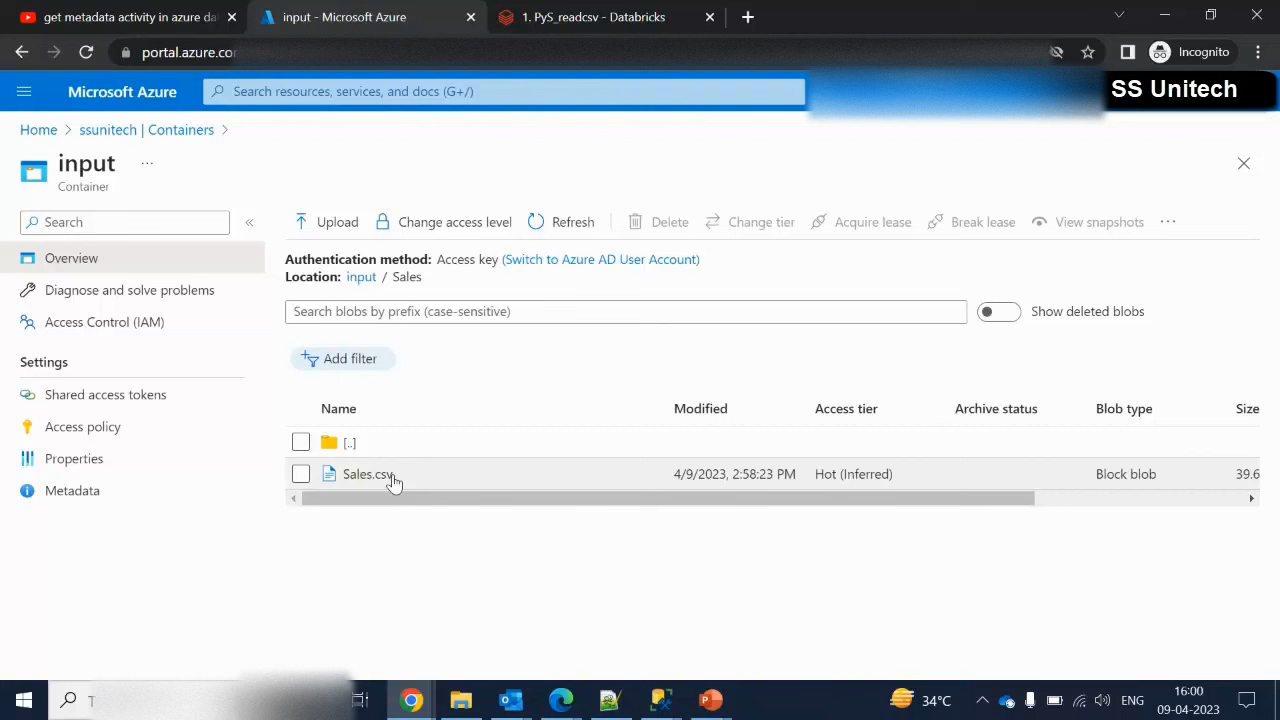 get metadata activity in azure da
input - Microsoft Azure
1. PyS_readcsv - Databricks
portal.azure.co
Incognito
Microsoft Azure
Search resources, services, and docs (G+/)
SS Unitech
Home > ssunitech | Containers >
input ...
Container
Search
«
Upload
Change access level
Refresh
Delete
Change tier
Acquire lease
Break lease
View snapshots
...
Authentication method: Access key (Switch to Azure AD User Account)
Location: input / Sales
Search blobs by prefix (case-sensitive)
Show deleted blobs
Add filter
Overview
Diagnose and solve problems
Access Control (IAM)
Settings
Shared access tokens
Access policy
Properties
Metadata
Name Modified Access tier Archive status Blob type Size
[..]
Sales.csv 4/9/2023, 2:58:23 PM Hot (Inferred) Block blob 39.6
T
34°C
ENG
16:00
09-04-2023